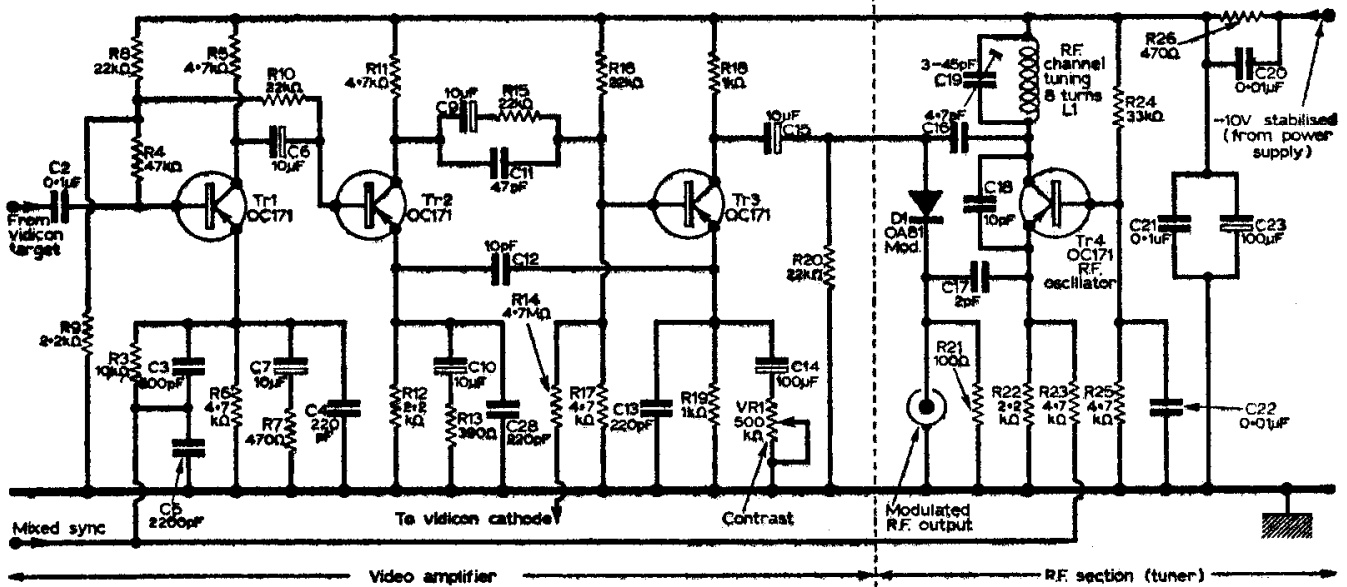 R8
22kΩ
R5
4·7kΩ
R10
22kΩ
R11
4·7kΩ
10µF
C9
R15
22kΩ
R16
22kΩ
R18
1kΩ
3-45pF
C19
R.F.
channel
tuning
8 turns
L1
R26
470Ω
C20
0·01µF
C2
0·1µF
R4
47kΩ
C6
10µF
C11
47pF
10µF
C15
4·7pF
C16
R24
33kΩ
-10V stabilised
(from power
supply)
From
vidicon
target
Tr1
OC171
Tr2
OC171
Tr3
OC171
D1
OA81
Mod.
C18
10pF
Tr4
OC171
R.F.
oscillator
C21
0·1µF
C23
100µF
10pF
C12
R20
22kΩ
C17
2pF
R9
2·2kΩ
R3
10kΩ
C3
R6
4·7
kΩ
C7
10µF
R7
470Ω
C4
220
pF
R12
2·2
kΩ
C10
10µF
R13
390Ω
C28
220pF
R14
4·7MΩ
R17
4·7
kΩ
C13
220pF
R19
1kΩ
C14
100µF
VR1
500
kΩ
R21
100Ω
R22
2·2
kΩ
R23
4·7
kΩ
R25
4·7
kΩ
C22
0·01µF
C5
2200pF
Mixed sync
To vidicon cathode
Contrast
Modulated
R.F. output
Video amplifier
R.F. section (tuner)